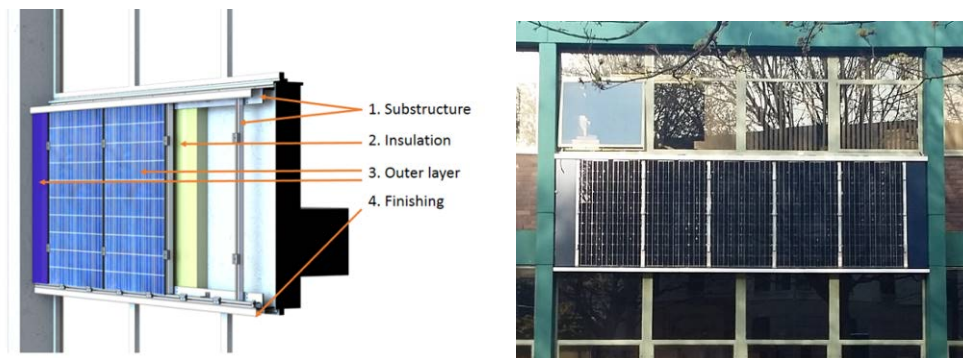 1. Substructure
2. Insulation
3. Outer layer
4. Finishing